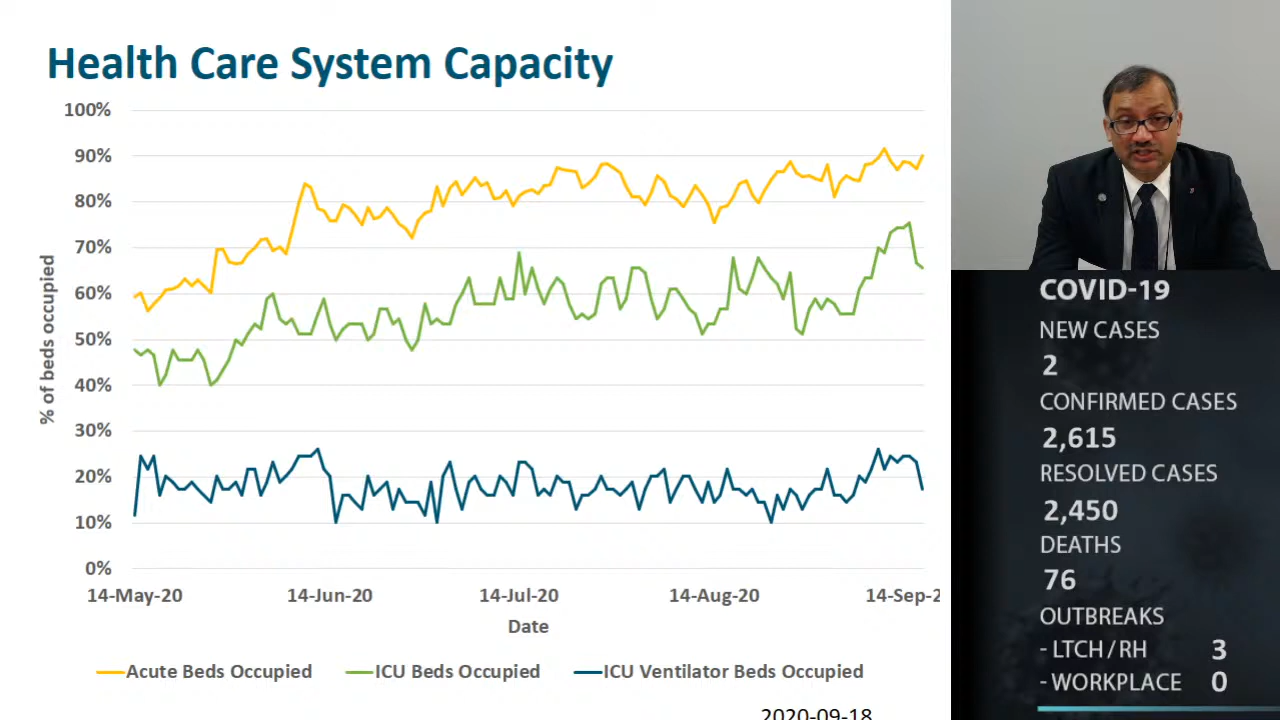 Health Care System Capacity
100%
90%
80%
70%
60%
50%
40%
30%
20%
10%
0%
% of beds occupied
14-May-20
14-Jun-20
14-Jul-20
14-Aug-20
14-Sep-2
Date
Acute Beds Occupied
ICU Beds Occupied
ICU Ventilator Beds Occupied
2020-09-18
COVID-19
NEW CASES
2
CONFIRMED CASES
2,615
RESOLVED CASES
2,450
DEATHS
76
OUTBREAKS
- LTCH / RH 3
- WORKPLACE 0